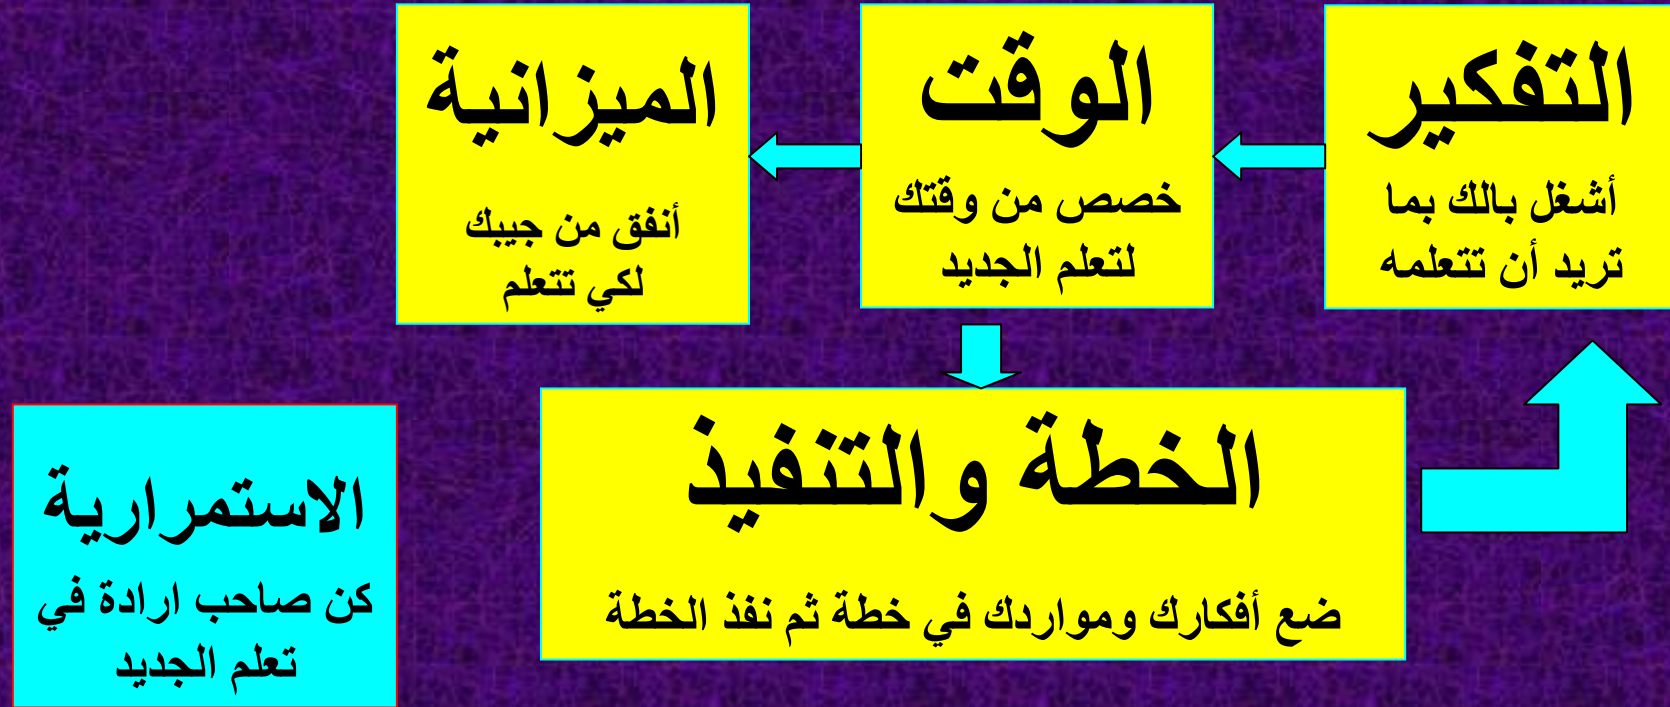 التفكير
أشغل بالك بما
تريد أن تتعلمه
الوقت
خصص من وقتك
لتعلم الجديد
الميزانية
أنفق من جيبك
لكي تتعلم
الخطة والتنفيذ
ضع أفكارك ومواردك في خطة ثم نفذ الخطة
الاستمرارية
كن صاحب ارادة في
تعلم الجديد